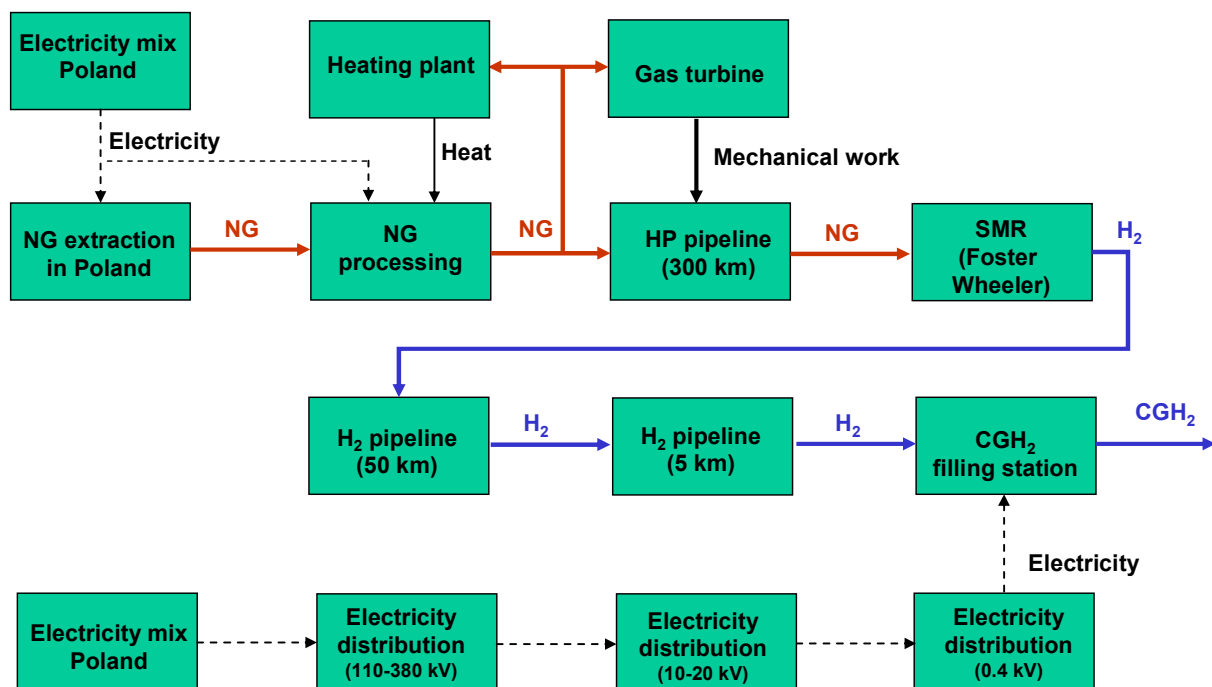 Electricity mix
Poland
Heating plant
Gas turbine
Electricity
Heat
Mechanical work
NG extraction
in Poland
NG
NG
processing
NG
HP pipeline
(300 km)
NG
SMR
(Foster
Wheeler)
H₂
H₂ pipeline
(50 km)
H₂
H₂ pipeline
(5 km)
H₂
CGH₂
filling station
CGH₂
Electricity
Electricity mix
Poland
Electricity
distribution
(110-380 kV)
Electricity
distribution
(10-20 kV)
Electricity
distribution
(0.4 kV)